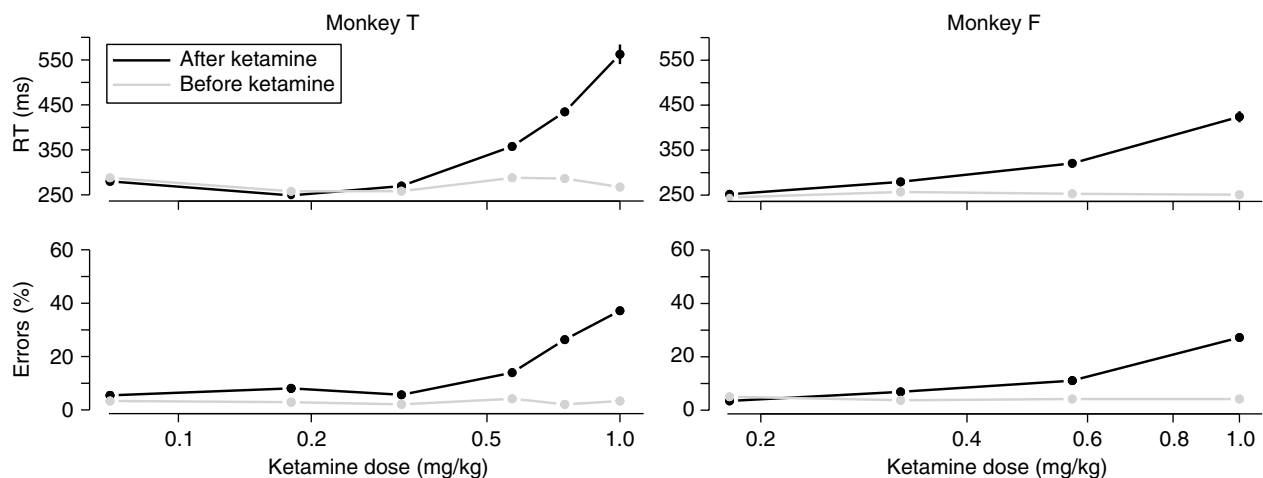 Monkey T
Monkey F
After ketamine
Before ketamine
RT (ms)
550
450
350
250
550
450
350
250
Errors (%)
60
40
20
0
60
40
20
0
0.1 0.2 0.5 1.0
0.2 0.4 0.6 0.8 1.0
Ketamine dose (mg/kg)
Ketamine dose (mg/kg)